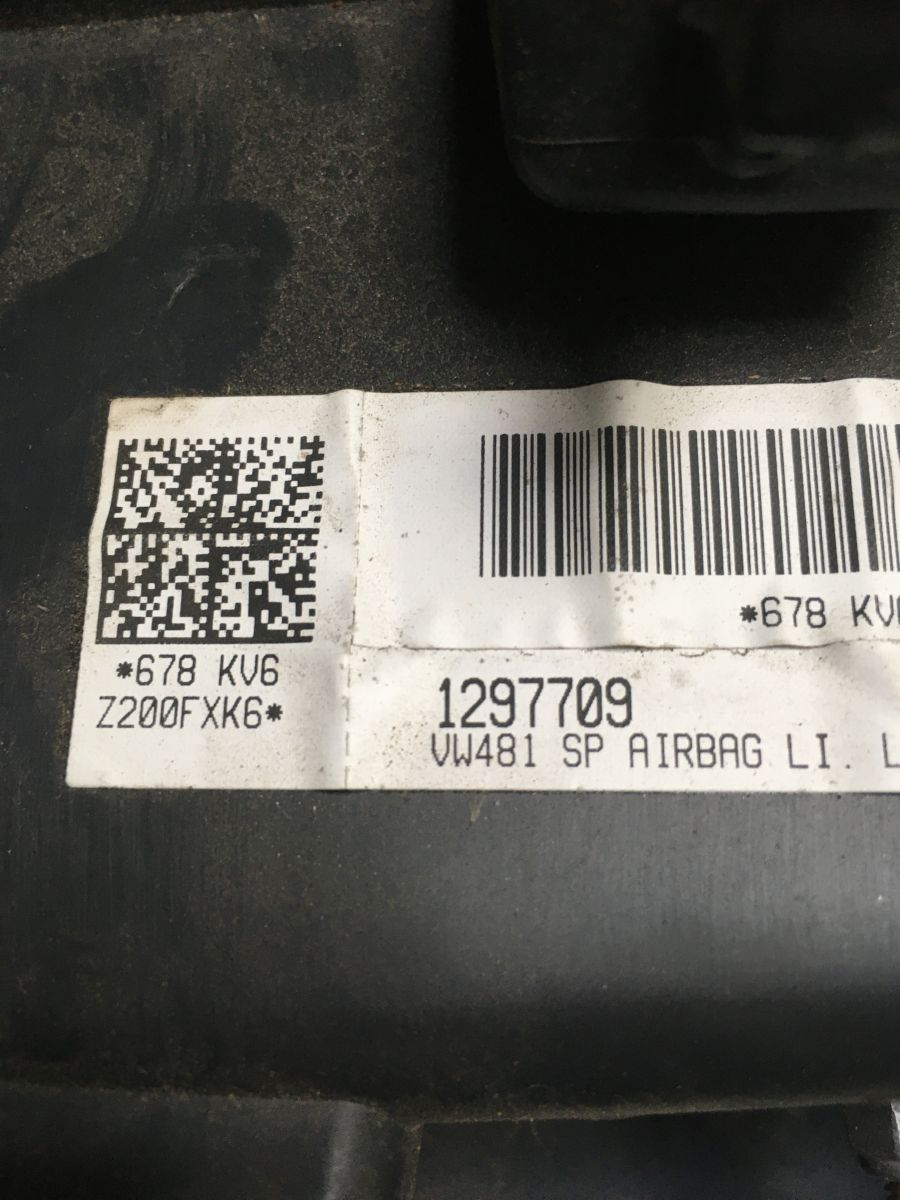 *678 KV
*678 KV6
Z200FXK6*
1297709
VW481 SP AIRBAG LI. L